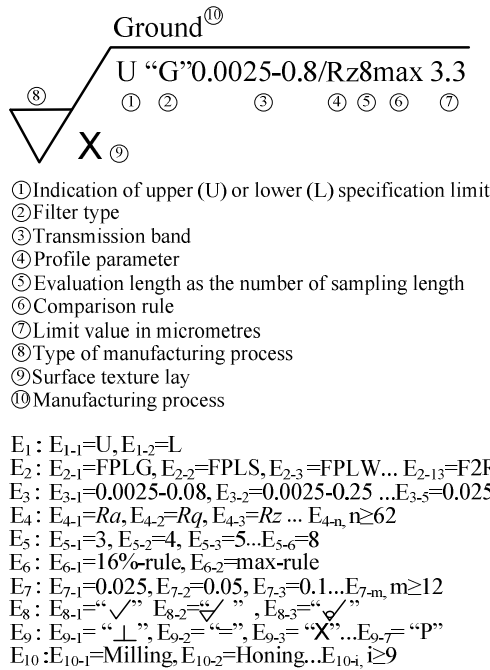 Ground⑩
U “G”0.0025-0.8/Rz8max 3.3
① ② ③ ④ ⑤ ⑥ ⑦
⑧
X ⑨
①Indication of upper (U) or lower (L) specification limit
②Filter type
③Transmission band
④Profile parameter
⑤Evaluation length as the number of sampling length
⑥Comparison rule
⑦Limit value in micrometres
⑧Type of manufacturing process
⑨Surface texture lay
⑩Manufacturing process
E₁ : E₁₋₁=U, E₁₋₂=L
E₂ : E₂₋₁=FPLG, E₂₋₂=FPLS, E₂₋₃=FPLW... E₂₋₁₃=F2R
E₃ : E₃₋₁=0.0025-0.08, E₃₋₂=0.0025-0.25 ...E₃₋₅=0.025
E₄ : E₄₋₁=Ra, E₄₋₂=Rq, E₄₋₃=Rz ... E₄₋ₙ, n≥62
E₅ : E₅₋₁=3, E₅₋₂=4, E₅₋₃=5...E₅₋₆=8
E₆ : E₆₋₁=16%-rule, E₆₋₂=max-rule
E₇ : E₇₋₁=0.025, E₇₋₂=0.05, E₇₋₃=0.1...E₇₋ₘ, m≥12
E₈ : E₈₋₁=“√” E₈₋₂=“ ” , E₈₋₃=“ ”
E₉ : E₉₋₁= “⊥”, E₉₋₂= “=”, E₉₋₃= “X”...E₉₋₇= “P”
E₁₀ :E₁₀₋₁=Milling, E₁₀₋₂=Honing...E₁₀₋ᵢ, i≥9